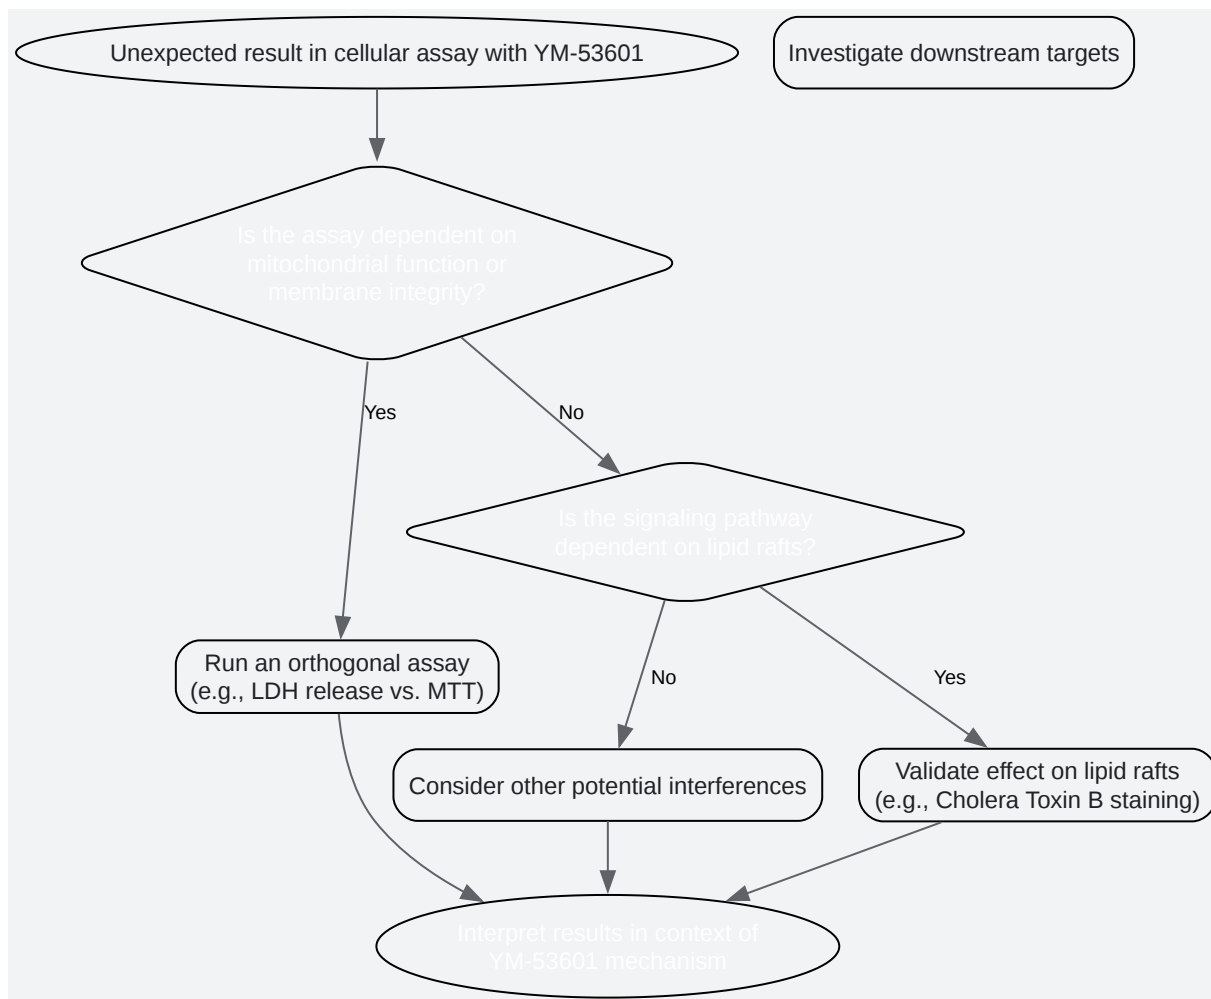 Unexpected result in cellular assay with YM-53601
Investigate downstream targets
Is the assay dependent on
mitochondrial function or
membrane integrity?
Yes
No
Is the signaling pathway
dependent on lipid rafts?
Run an orthogonal assay
(e.g., LDH release vs. MTT)
No
Yes
Consider other potential interferences
Validate effect on lipid rafts
(e.g., Cholera Toxin B staining)
Interpret results in context of
YM-53601 mechanism